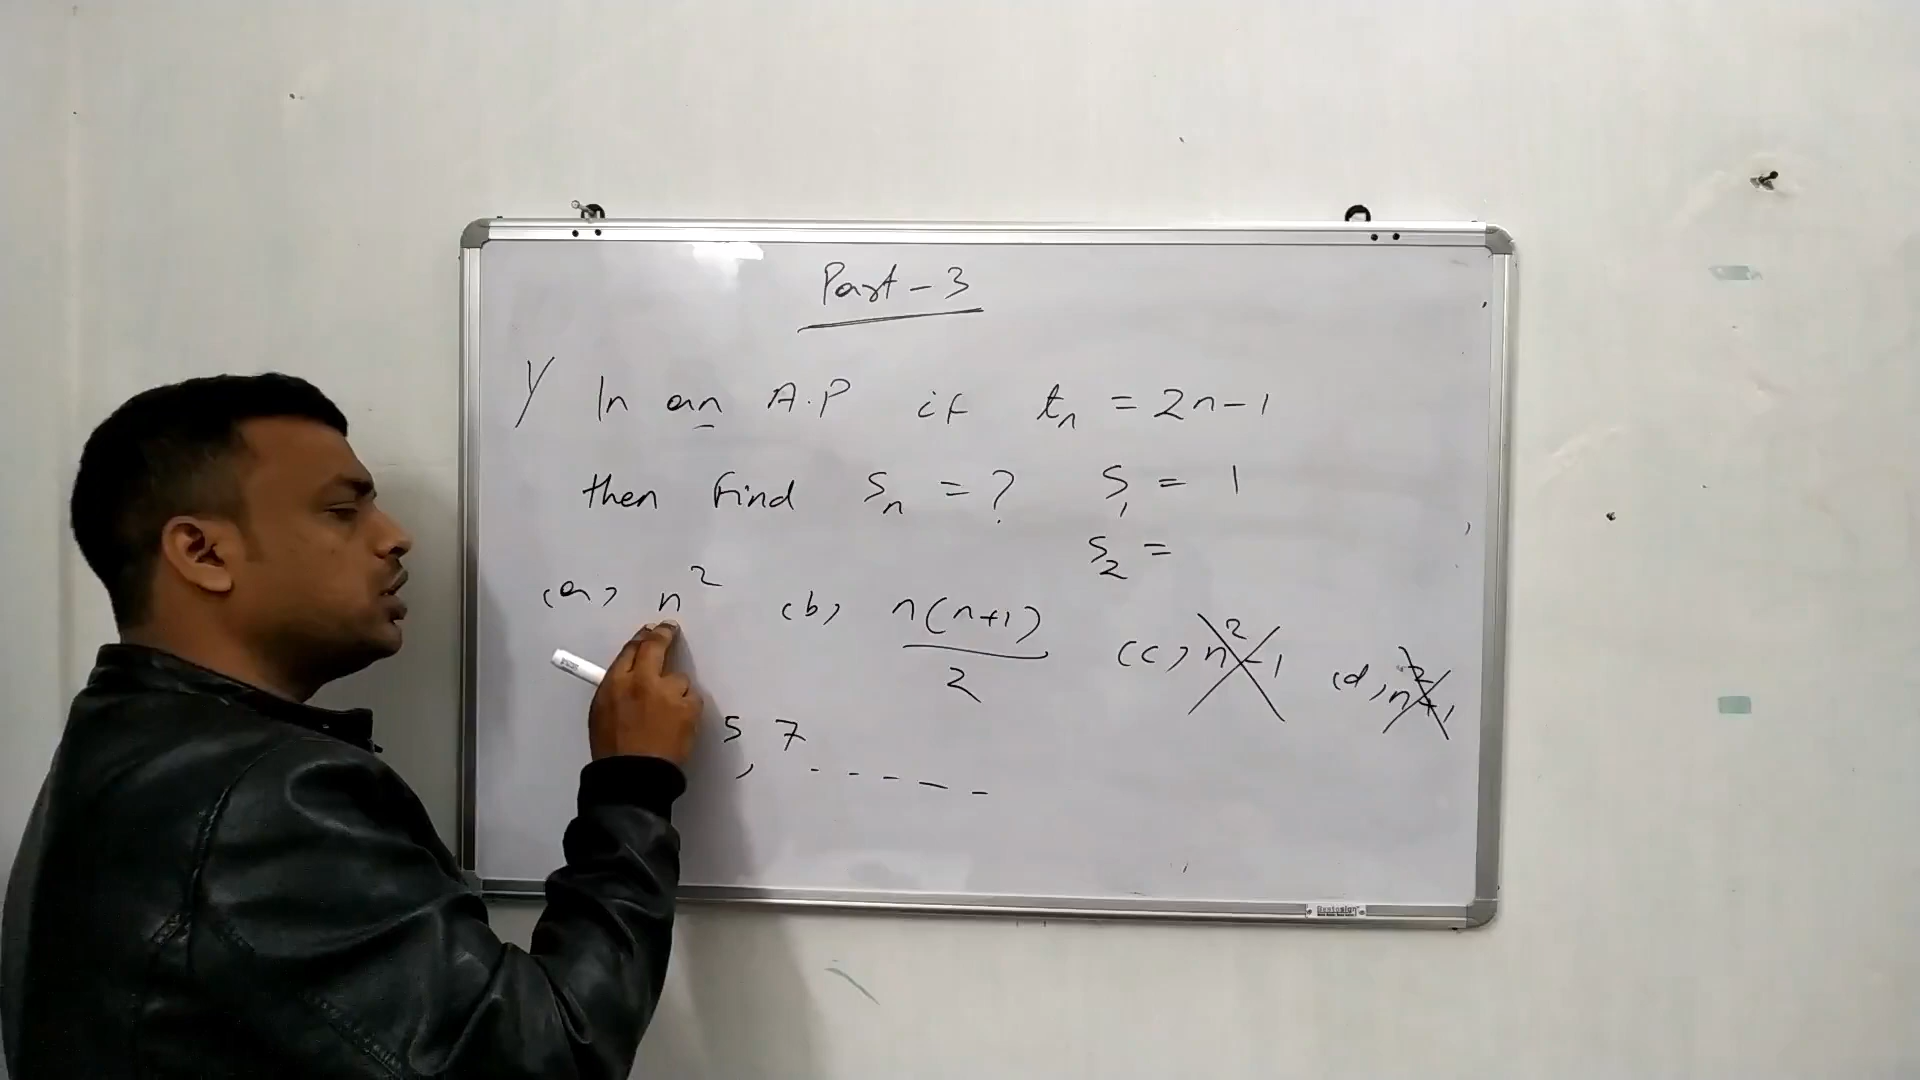 Part - 3
1) In an A.P if tₙ = 2n-1
then find Sₙ = ? S₁ = 1
S₂ =
(a) n² (b) n(n+1)/2 (c) n²-1 (d) n²+1
5, 7 - - - - -